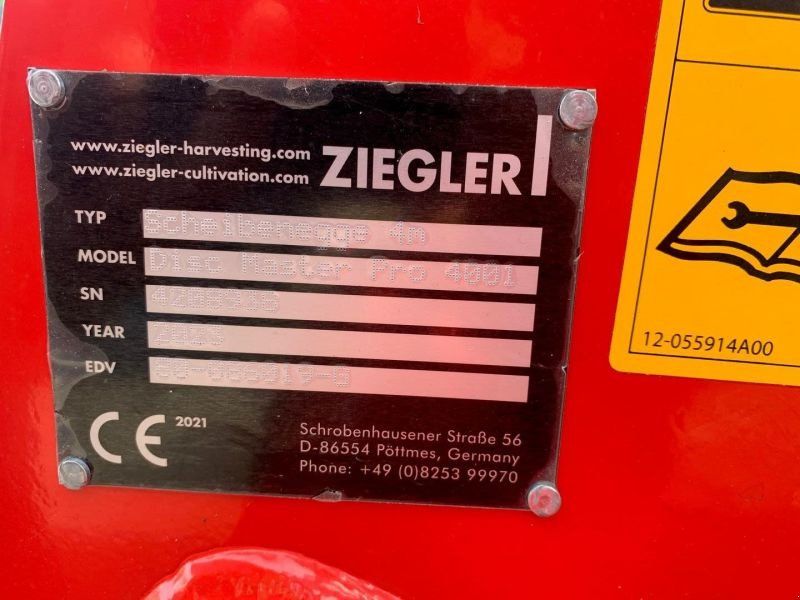 www.ziegler-harvesting.com
www.ziegler-cultivation.com
ZIEGLER
TYP Scheibenegge 4m
MODEL Disc Master Pro 4001
SN
YEAR 2023
EDV
CE 2021
Schrobenhausener Straße 56
D-86554 Pöttmes, Germany
Phone: +49 (0)8253 99970
12-055914A00